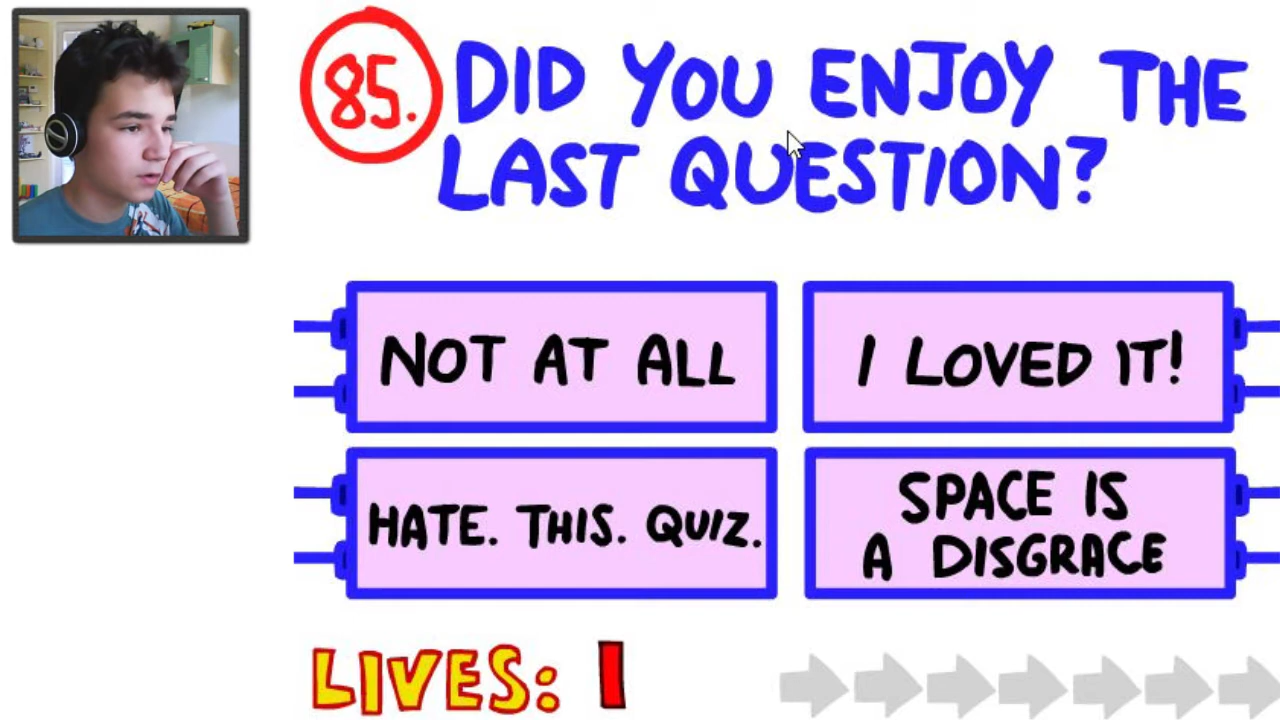 85. DID YOU ENJOY THE
LAST QUESTION?
NOT AT ALL
I LOVED IT!
HATE. THIS. QUIZ.
SPACE IS
A DISGRACE
LIVES: 1